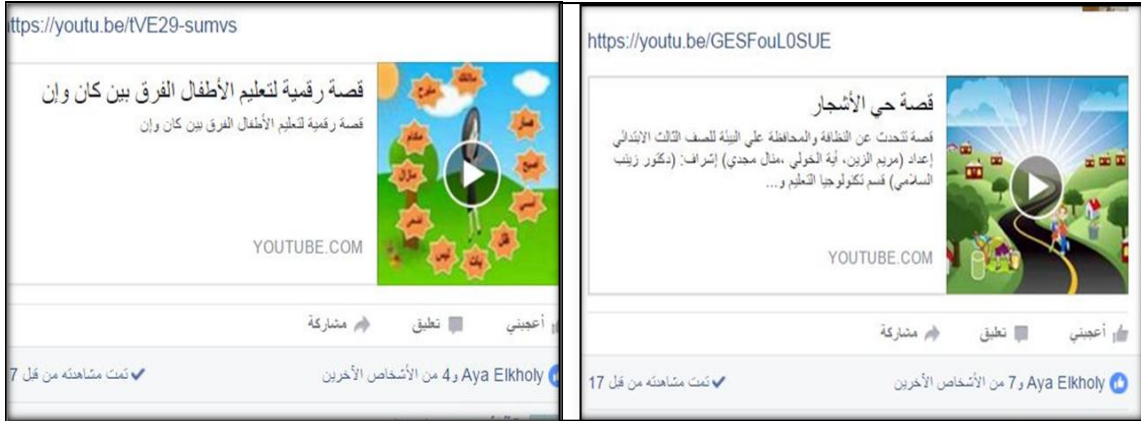 ttps://youtu.be/tVE29-sumvs
قصة رقمية لتعليم الأطفال الفرق بين كان وإن
قصة رقمية لتعليم الأطفال الفرق بين كان وإن
YOUTUBE.COM
أعجبني تعليق مشاركة
Aya Elkholy و4 من الأشخاص الآخرين
تمت مشاهدته من قبل 7
https://youtu.be/GESFouL0SUE
قصة حي الأشجار
قصة تتحدث عن النظافة والمحافظة علي البيئة للصف الثالث الابتدائي
إعداد (مريم الزين، أية الخولي ،منال مجدي) إشراف: (دكتور زينب
السلامي) قسم تكنولوجيا التعليم و...
YOUTUBE.COM
أعجبني تعليق مشاركة
Aya Elkholy و7 من الأشخاص الآخرين
تمت مشاهدته من قبل 17